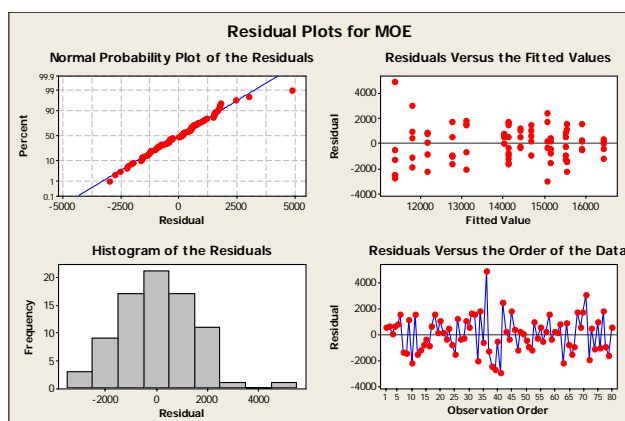 Residual Plots for MOE
Normal Probability Plot of the Residuals
Percent
99.9
99
90
50
10
1
0.1
-5000
-2500
0
2500
5000
Residual
Residuals Versus the Fitted Values
Residual
4000
2000
0
-2000
-4000
12000
13000
14000
15000
16000
Fitted Value
Histogram of the Residuals
Frequency
20
15
10
5
0
-2000
0
2000
4000
Residual
Residuals Versus the Order of the Data
Residual
4000
2000
0
-2000
-4000
1 5 10 15 20 25 30 35 40 45 50 55 60 65 70 75 80
Observation Order